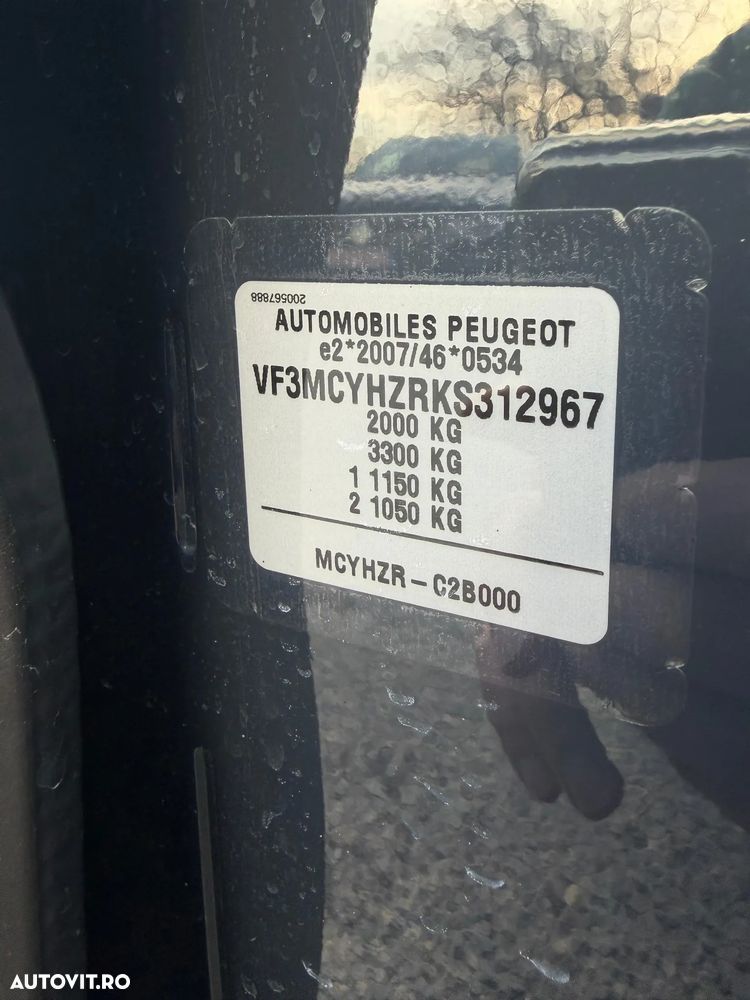 200567888
AUTOMOBILES PEUGEOT
e2*2007/46*0534
VF3MCYHZRKS312967
2000 KG
3300 KG
1 1150 KG
2 1050 KG
MCYHZR - C2B000
AUTOVIT.RO